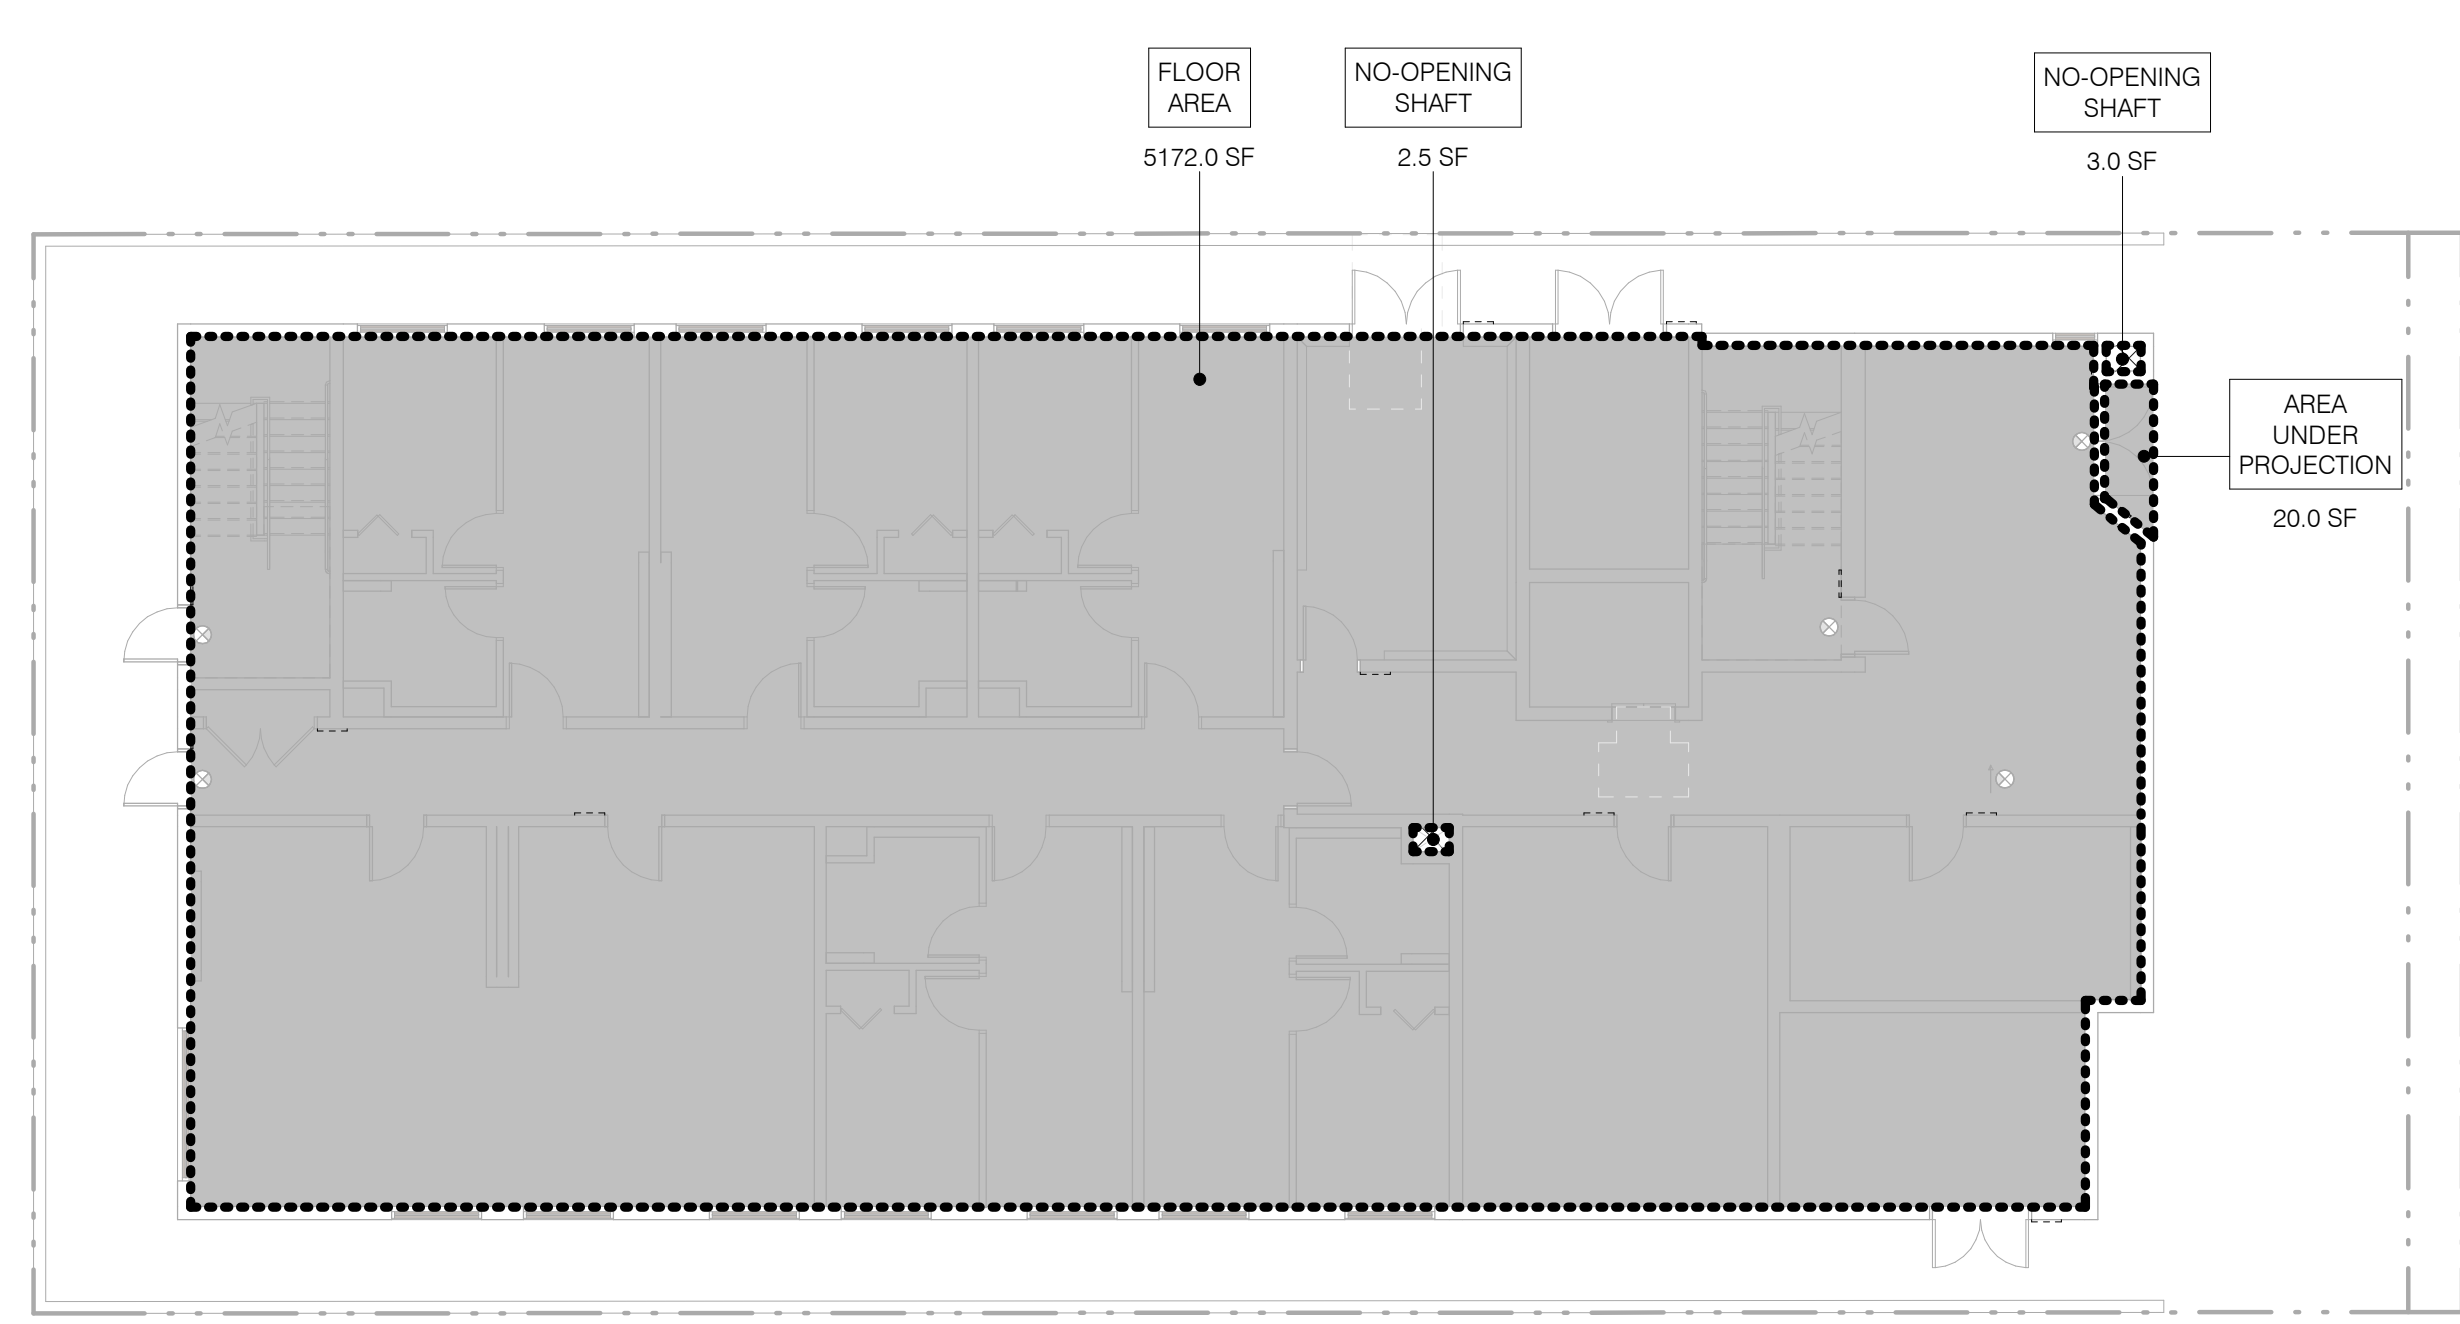 FLOOR
AREA
5172.0 SF
NO-OPENING
SHAFT
2.5 SF
NO-OPENING
SHAFT
3.0 SF
AREA
UNDER
PROJECTION
20.0 SF